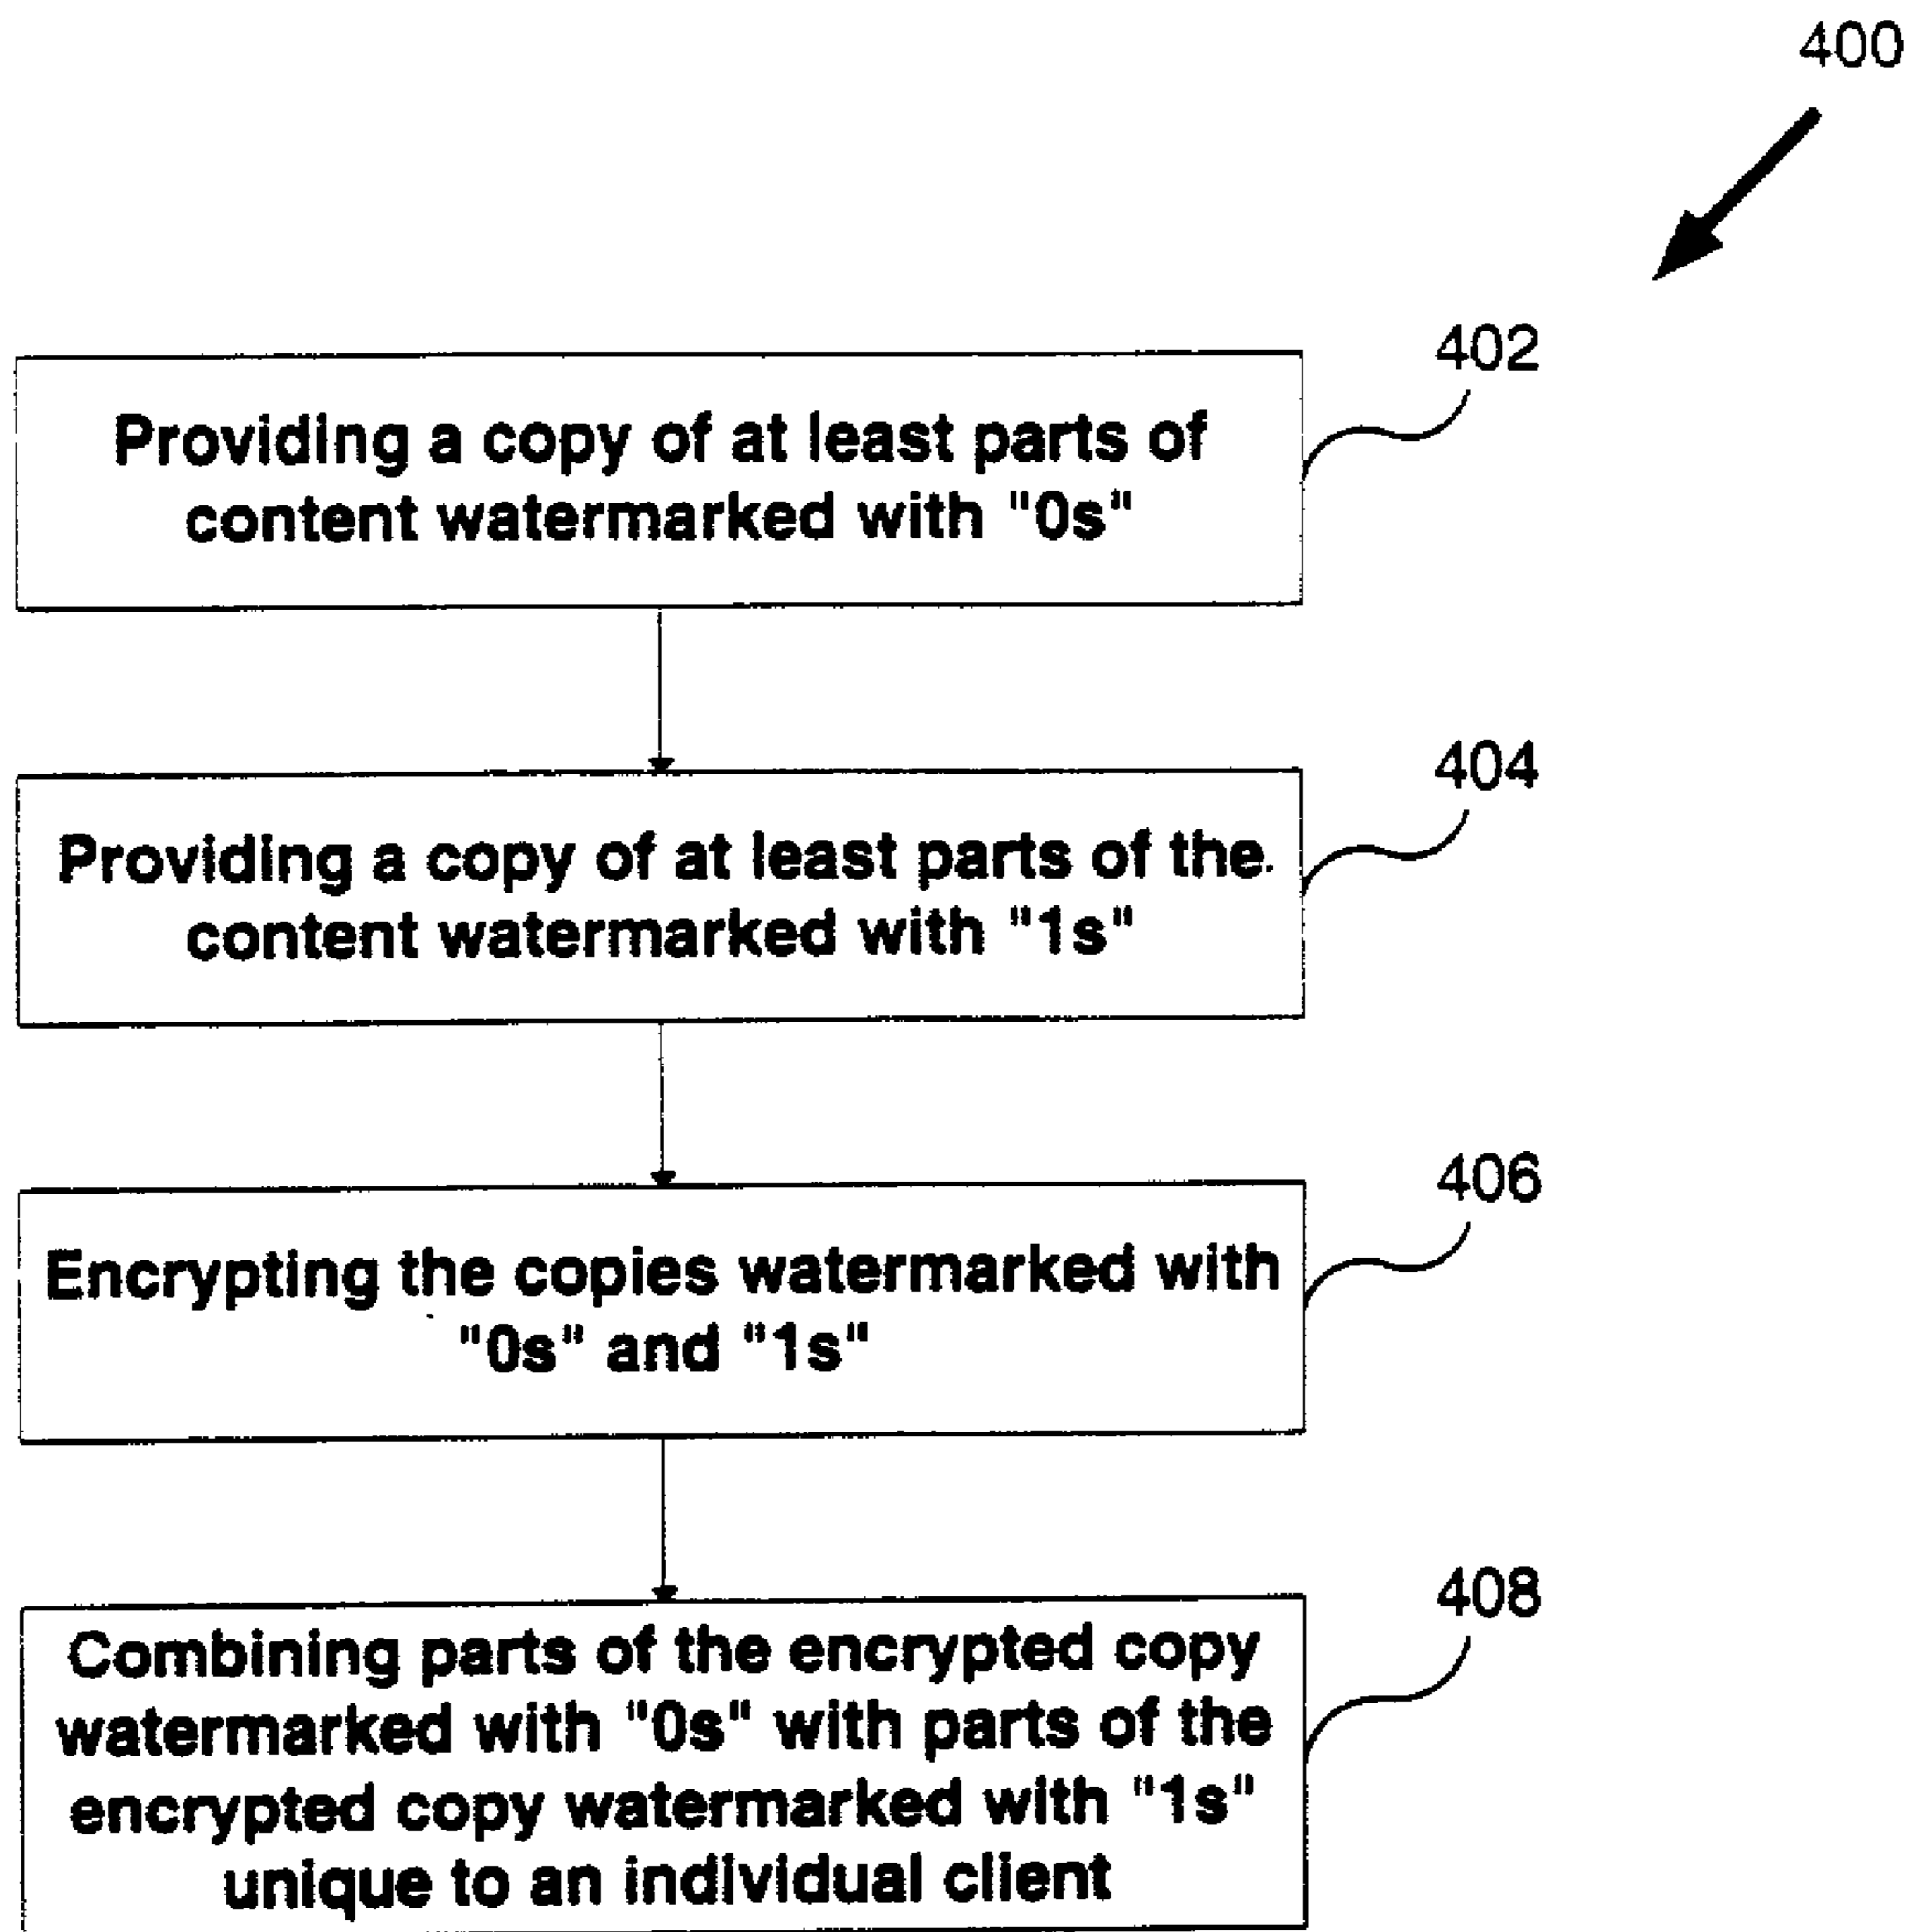 400
402
Providing a copy of at least parts of
content watermarked with "0s"
404
Providing a copy of at least parts of the
content watermarked with "1s"
406
Encrypting the copies watermarked with
"0s" and "1s"
408
Combining parts of the encrypted copy
watermarked with "0s" with parts of the
encrypted copy watermarked with "1s"
unique to an individual client